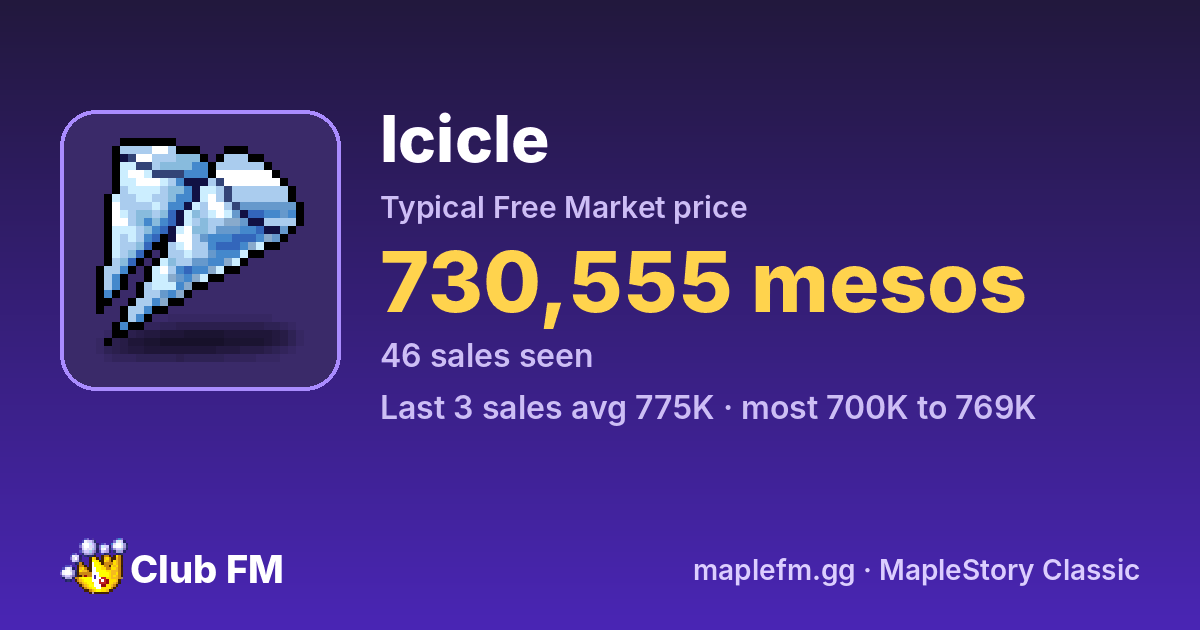 Icicle
Typical Free Market price
730,555 mesos
46 sales seen
Last 3 sales avg 775K · most 700K to 769K
Club FM
maplefm.gg · MapleStory Classic